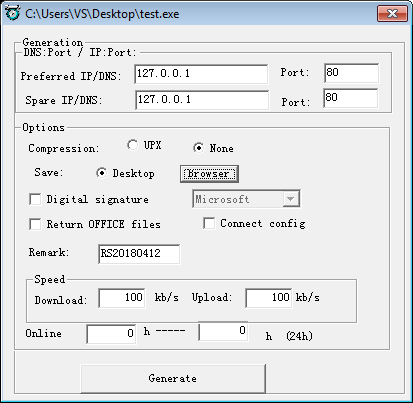 C:\Users\VS\Desktop\test.exe
Generation
DNS:Port / IP:Port:
Preferred IP/DNS: 127.0.0.1 Port: 80
Spare IP/DNS: 127.0.0.1 Port: 80
Options
Compression: UPX None
Save: Desktop Browser
Digital signature Microsoft
Return OFFICE files Connect config
Remark: RS20180412
Speed
Download: 100 kb/s Upload: 100 kb/s
Online 0 h ----- 0 h (24h)
Generate